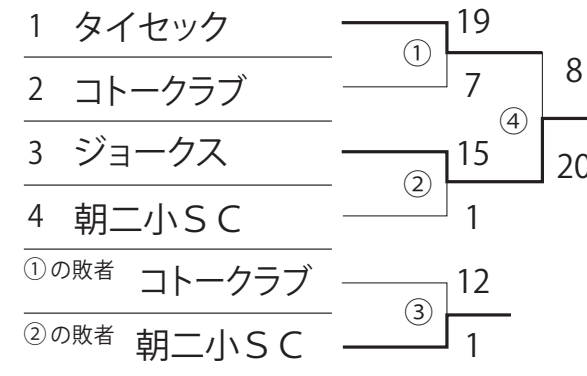 1 タイセック 19
① 8
2 コトークラブ 7
④
3 ジョークス 15 20
②
4 朝二小ＳＣ 1
①の敗者 コトークラブ 12
③
②の敗者 朝二小ＳＣ 1